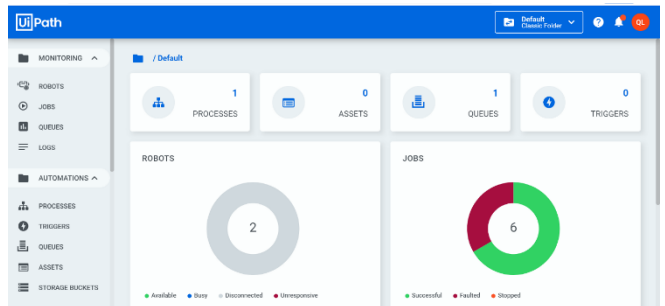 UiPath
Default
Classic Folder
QL
MONITORING
ROBOTS
JOBS
QUEUES
LOGS
AUTOMATIONS
PROCESSES
TRIGGERS
QUEUES
ASSETS
STORAGE BUCKETS
/ Default
1
PROCESSES
0
ASSETS
1
QUEUES
0
TRIGGERS
ROBOTS
2
Available Busy Disconnected Unresponsive
JOBS
6
Successful Faulted Stopped